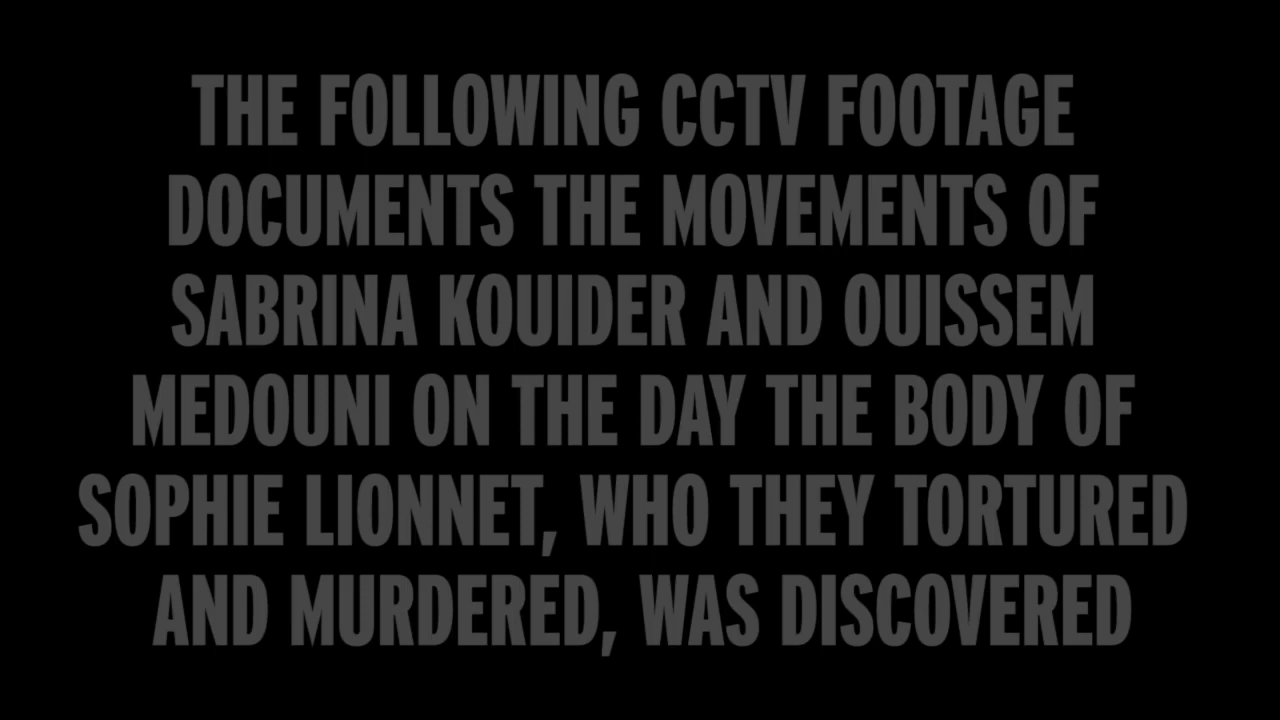 THE FOLLOWING CCTV FOOTAGE
DOCUMENTS THE MOVEMENTS OF
SABRINA KOUIDER AND OUISSEM
MEDOUNI ON THE DAY THE BODY OF
SOPHIE LIONNET, WHO THEY TORTURED
AND MURDERED, WAS DISCOVERED